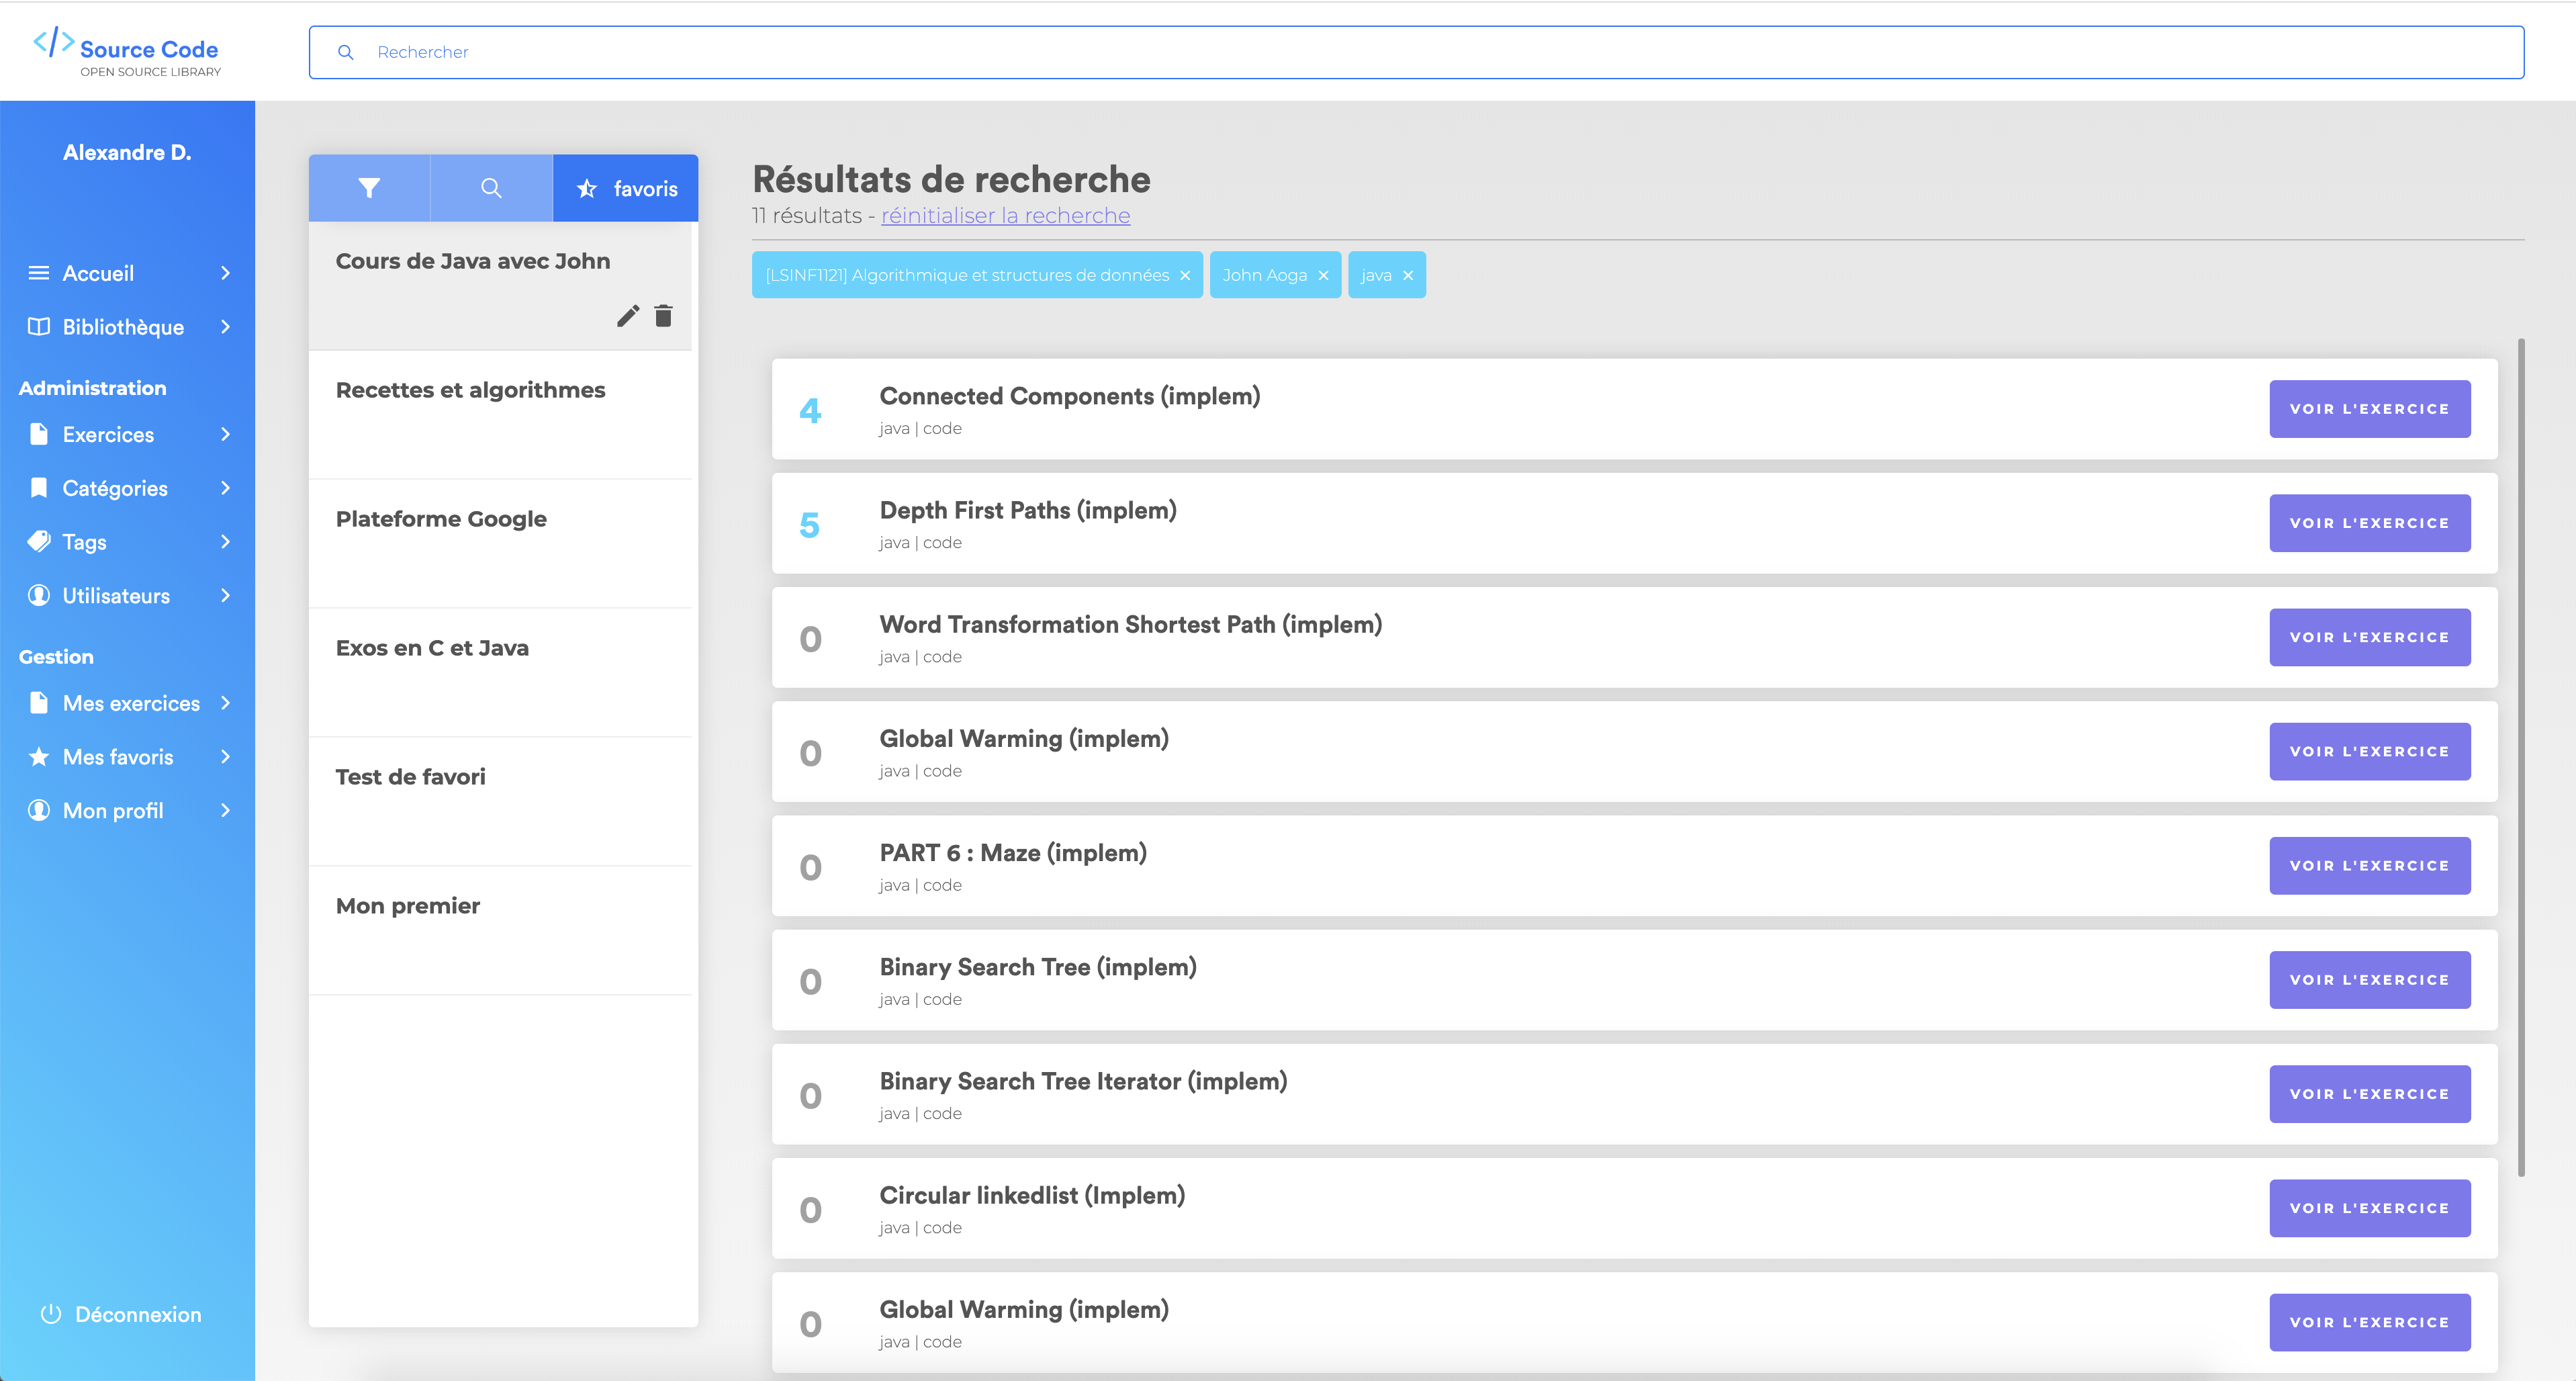 </> Source Code
OPEN SOURCE LIBRARY
Rechercher
Alexandre D.
Accueil
Bibliothèque
Administration
Exercices
Catégories
Tags
Utilisateurs
Gestion
Mes exercices
Mes favoris
Mon profil
Déconnexion
favoris
Cours de Java avec John
Recettes et algorithmes
Plateforme Google
Exos en C et Java
Test de favori
Mon premier
Résultats de recherche
11 résultats - réinitialiser la recherche
[LSINF1121] Algorithmique et structures de données × John Aoga × java ×
4 Connected Components (implem) VOIR L'EXERCICE
java | code
5 Depth First Paths (implem) VOIR L'EXERCICE
java | code
0 Word Transformation Shortest Path (implem) VOIR L'EXERCICE
java | code
0 Global Warming (implem) VOIR L'EXERCICE
java | code
0 PART 6 : Maze (implem) VOIR L'EXERCICE
java | code
0 Binary Search Tree (implem) VOIR L'EXERCICE
java | code
0 Binary Search Tree Iterator (implem) VOIR L'EXERCICE
java | code
0 Circular linkedlist (Implem) VOIR L'EXERCICE
java | code
0 Global Warming (implem) VOIR L'EXERCICE
java | code